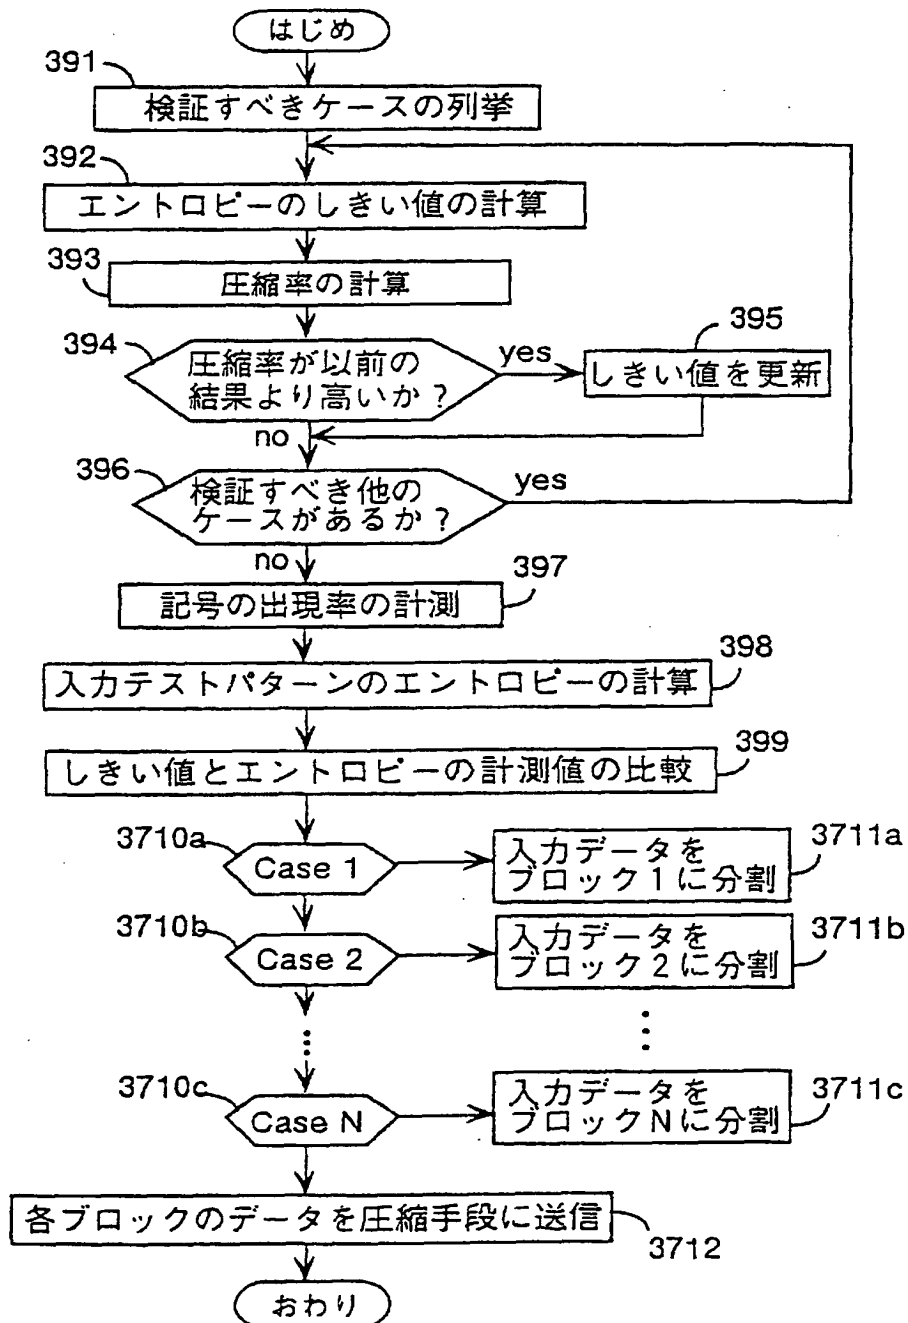 はじめ
391
検証すべきケースの列挙
392
エントロピーのしきい値の計算
393
圧縮率の計算
394
圧縮率が以前の
結果より高いか?
yes
395
しきい値を更新
no
396
検証すべき他の
ケースがあるか?
yes
no
397
記号の出現率の計測
398
入力テストパターンのエントロピーの計算
399
しきい値とエントロピーの計測値の比較
3710a
Case 1
入力データを
ブロック1に分割
3711a
3710b
Case 2
入力データを
ブロック2に分割
3711b
3710c
Case N
入力データを
ブロックNに分割
3711c
各ブロックのデータを圧縮手段に送信
3712
おわり